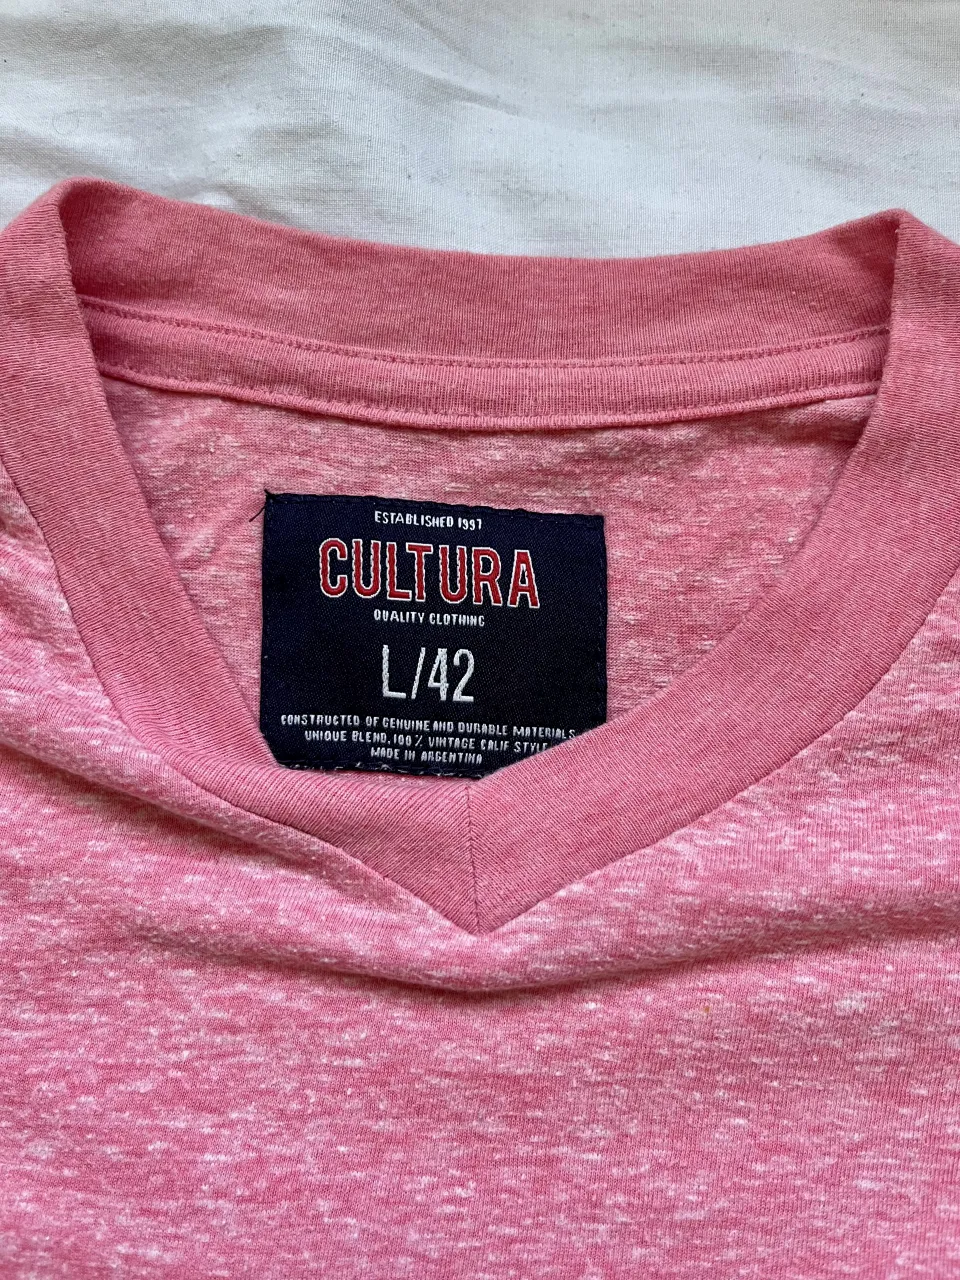 ESTABLISHED 1997
CULTURA
QUALITY CLOTHING
L/42
CONSTRUCTED OF GENUINE AND DURABLE MATERIALS
UNIQUE BLEND, 100% VINTAGE CALIF STYLE
MADE IN ARGENTINA